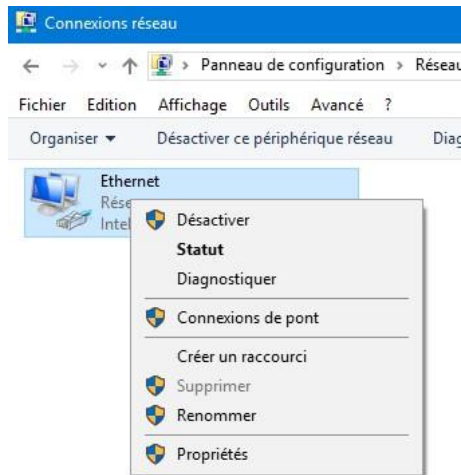 Connexions réseau
Panneau de configuration > Réseau
Fichier Edition Affichage Outils Avancé ?
Organiser Désactiver ce périphérique réseau
Ethernet
Désactiver
Statut
Diagnostiquer
Connexions de pont
Créer un raccourci
Supprimer
Renommer
Propriétés